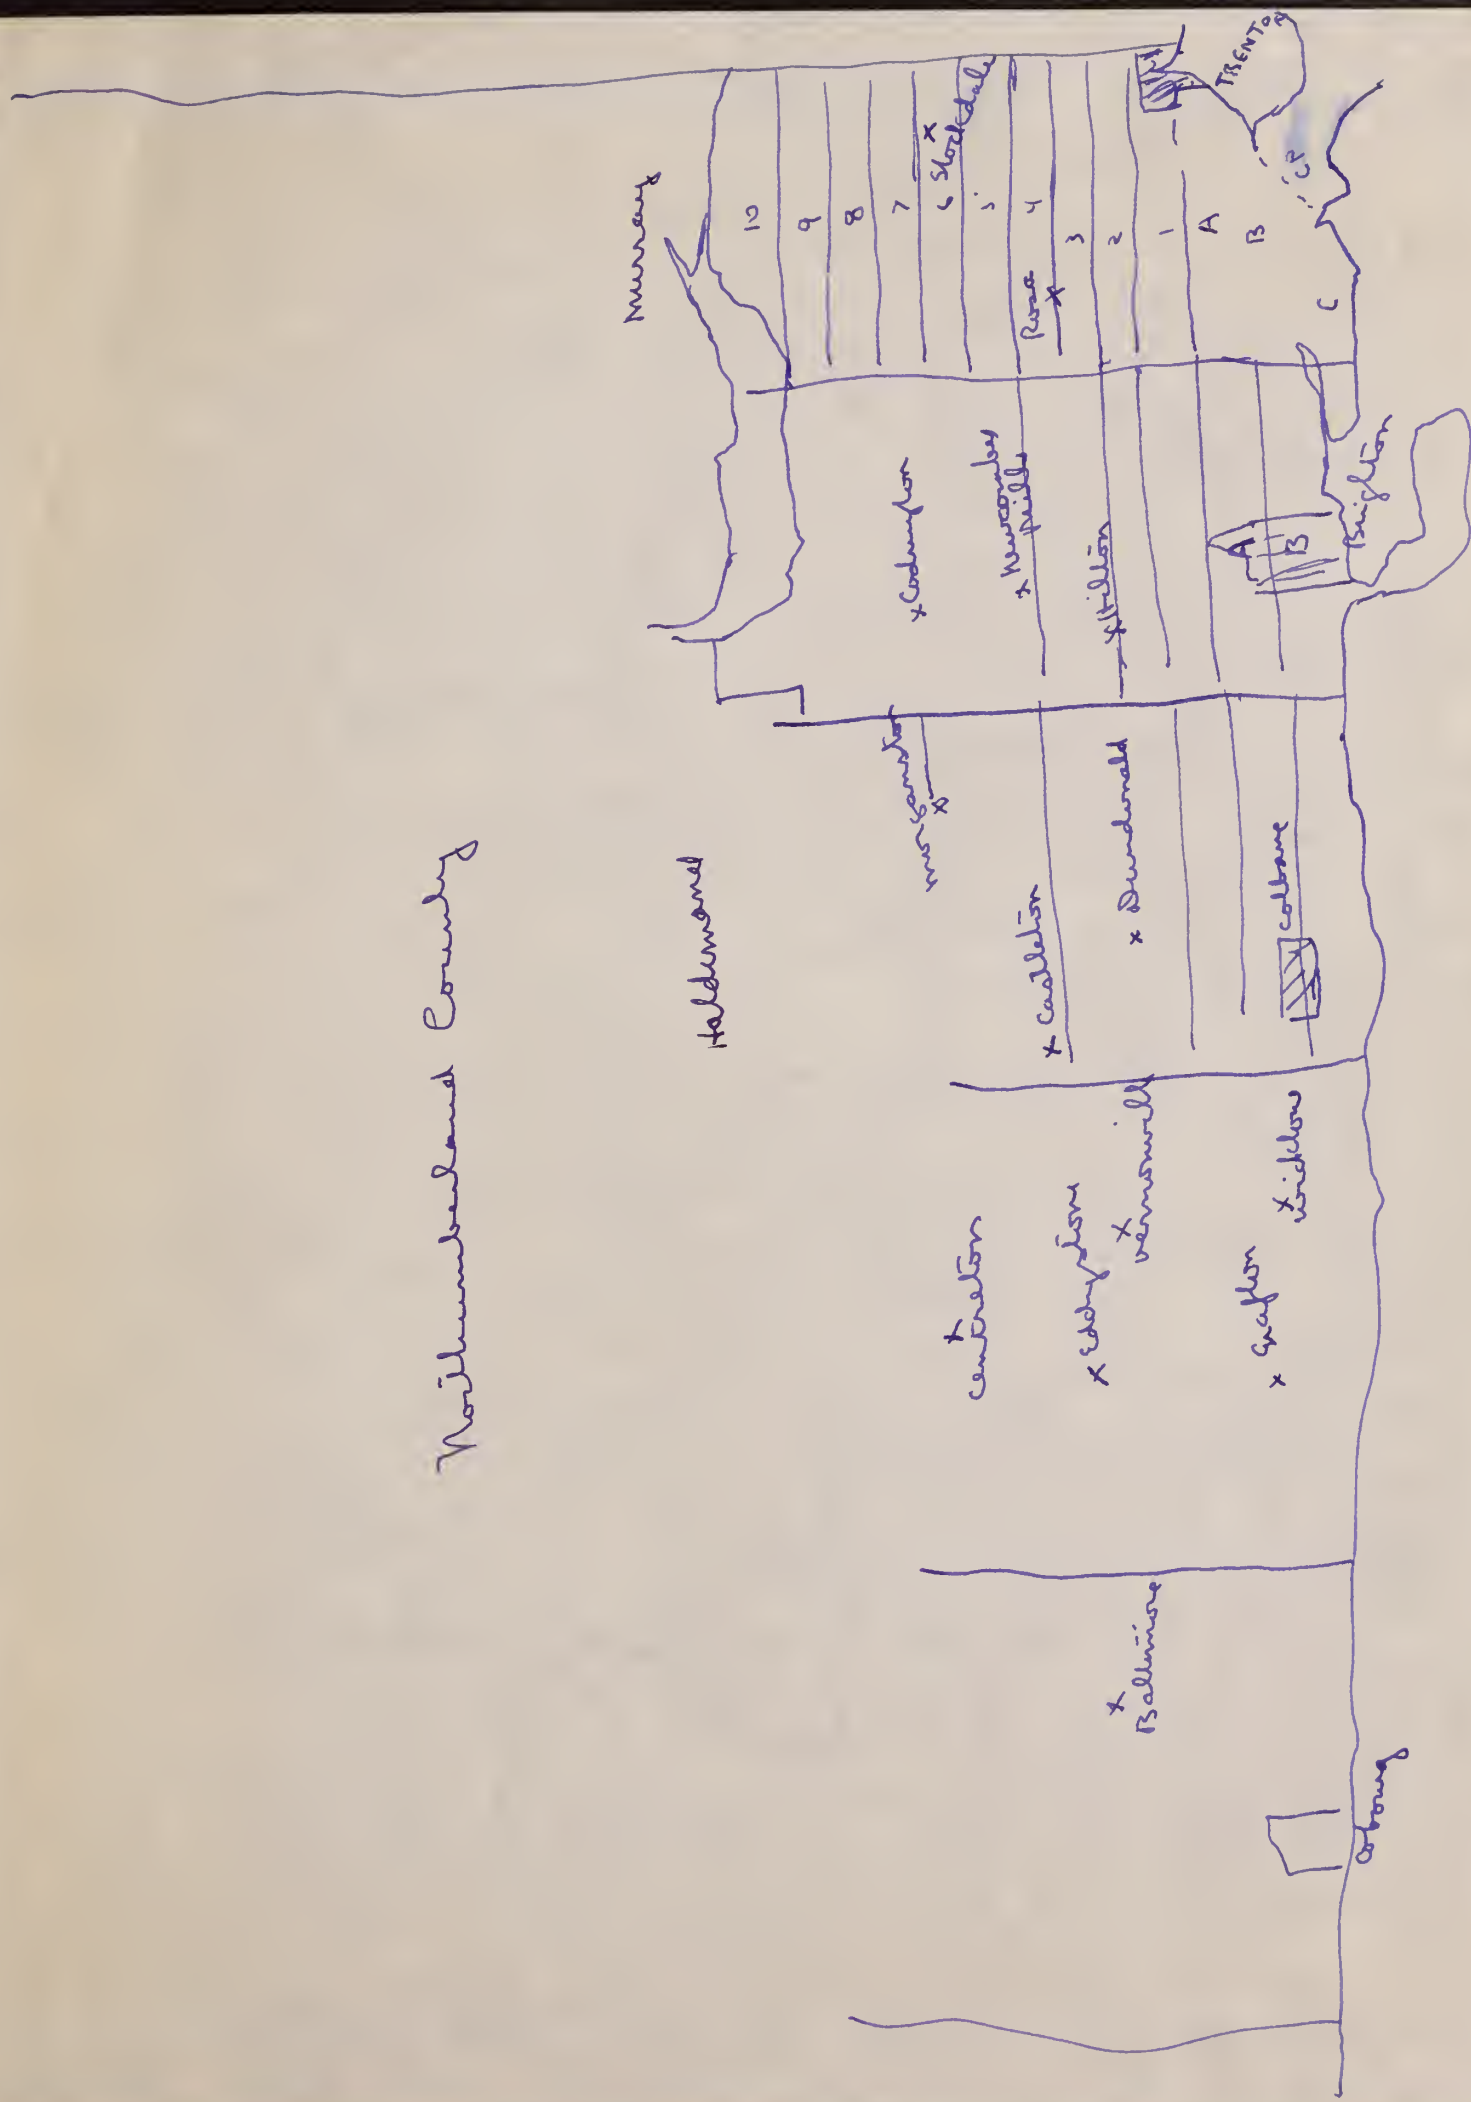 Northumberland County
Murray
Haldimand
10
9
8
7
6 Stockdale
5
4
Rosa
3
2
1
A
B
C
CP
TRENTON
x Codrington
x Newcombes
Mills
x Hilton
A
B
Brighton
Morganston
x
x Castleton
x Dundonald
Colborne
x
Centreton
x Eddystone
x
Vernonville
x Grafton
x
Wicklow
x
Baltimore
Cobourg